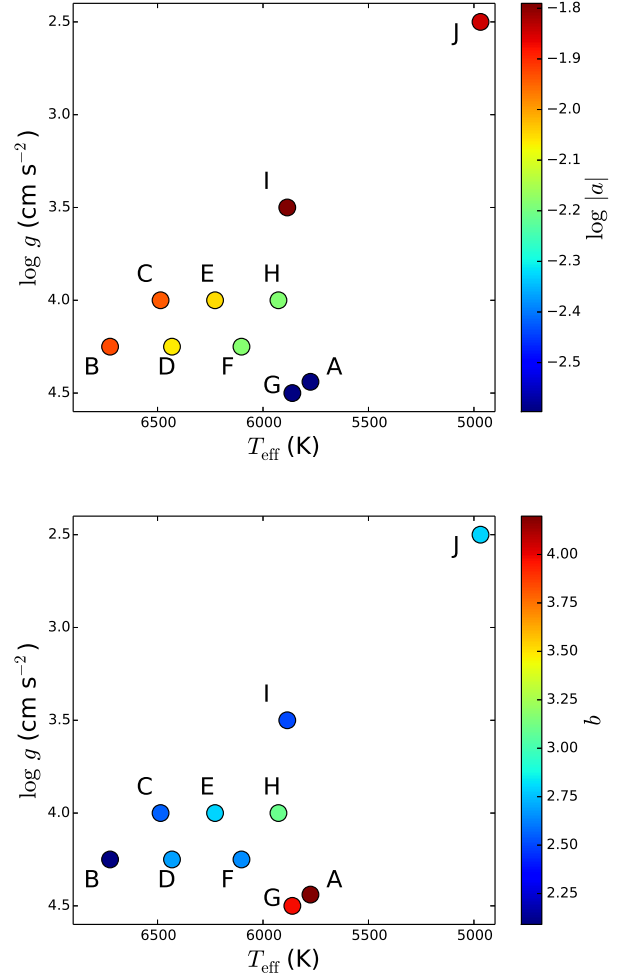 2.5
3.0
3.5
4.0
4.5
log g (cm s−2)
J
I
C
E
H
B
D
F
G
A
6500
6000
5500
5000
Teff (K)
−1.8
−1.9
−2.0
−2.1
−2.2
−2.3
−2.4
−2.5
log |a|
2.5
3.0
3.5
4.0
4.5
log g (cm s−2)
J
I
C
E
H
B
D
F
G
A
6500
6000
5500
5000
Teff (K)
4.00
3.75
3.50
3.25
3.00
2.75
2.50
2.25
b